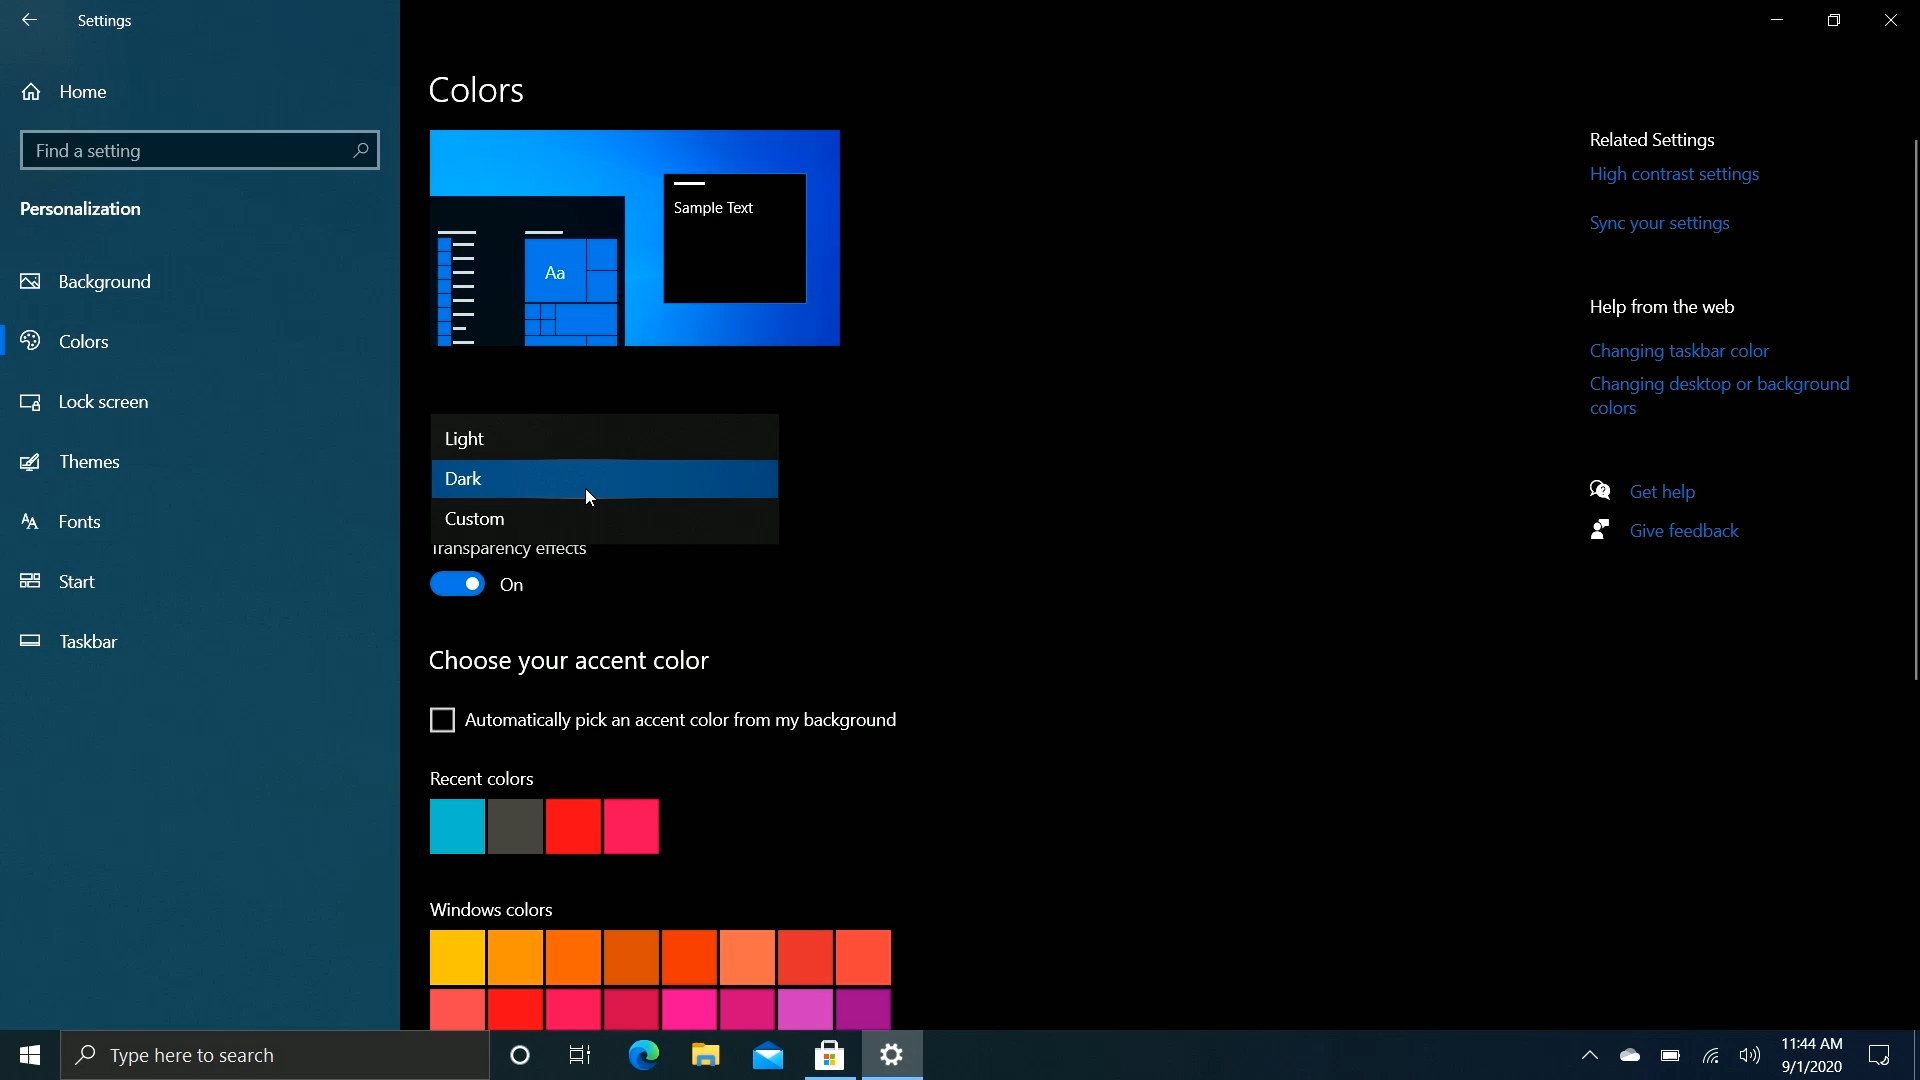 Settings
Home
Find a setting
Personalization
Background
Colors
Lock screen
Themes
Fonts
Start
Taskbar
Colors
Sample Text
Aa
Light
Dark
Custom
Transparency effects
On
Choose your accent color
Automatically pick an accent color from my background
Recent colors
Windows colors
Related Settings
High contrast settings
Sync your settings
Help from the web
Changing taskbar color
Changing desktop or background
colors
Get help
Give feedback
Type here to search
11:44 AM
9/1/2020